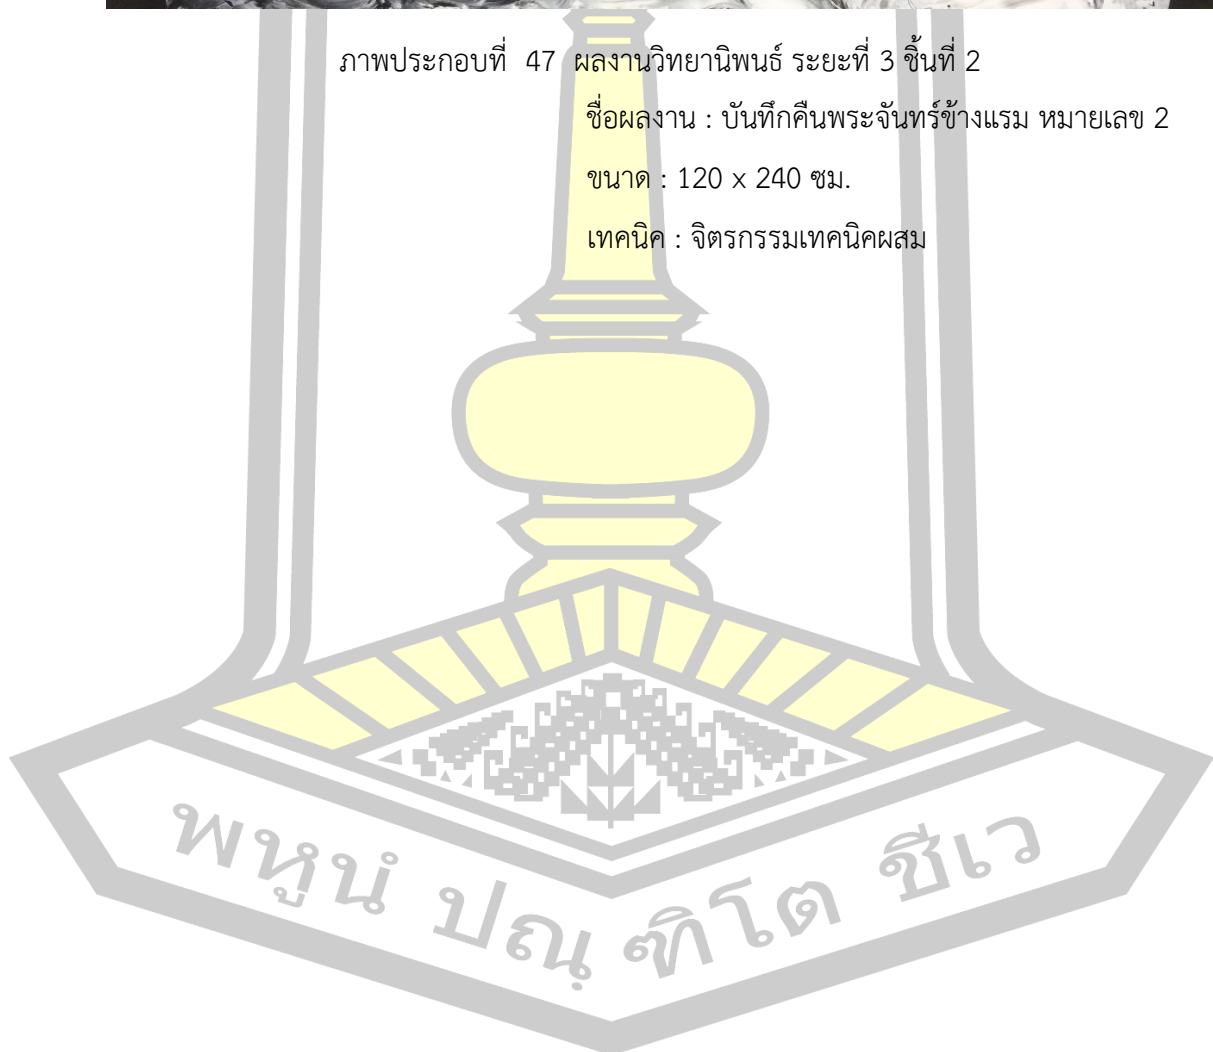 ภาพประกอบที่ 47 ผลงานวิทยานิพนธ์ ระยะที่ 3 ชิ้นที่ 2
ชื่อผลงาน : บันทึกคืนพระจันทร์ข้างแรม หมายเลข 2
ขนาด : 120 x 240 ซม.
เทคนิค : จิตรกรรมเทคนิคผสม
พหูนํ ปณฺฑิโต ชีเว